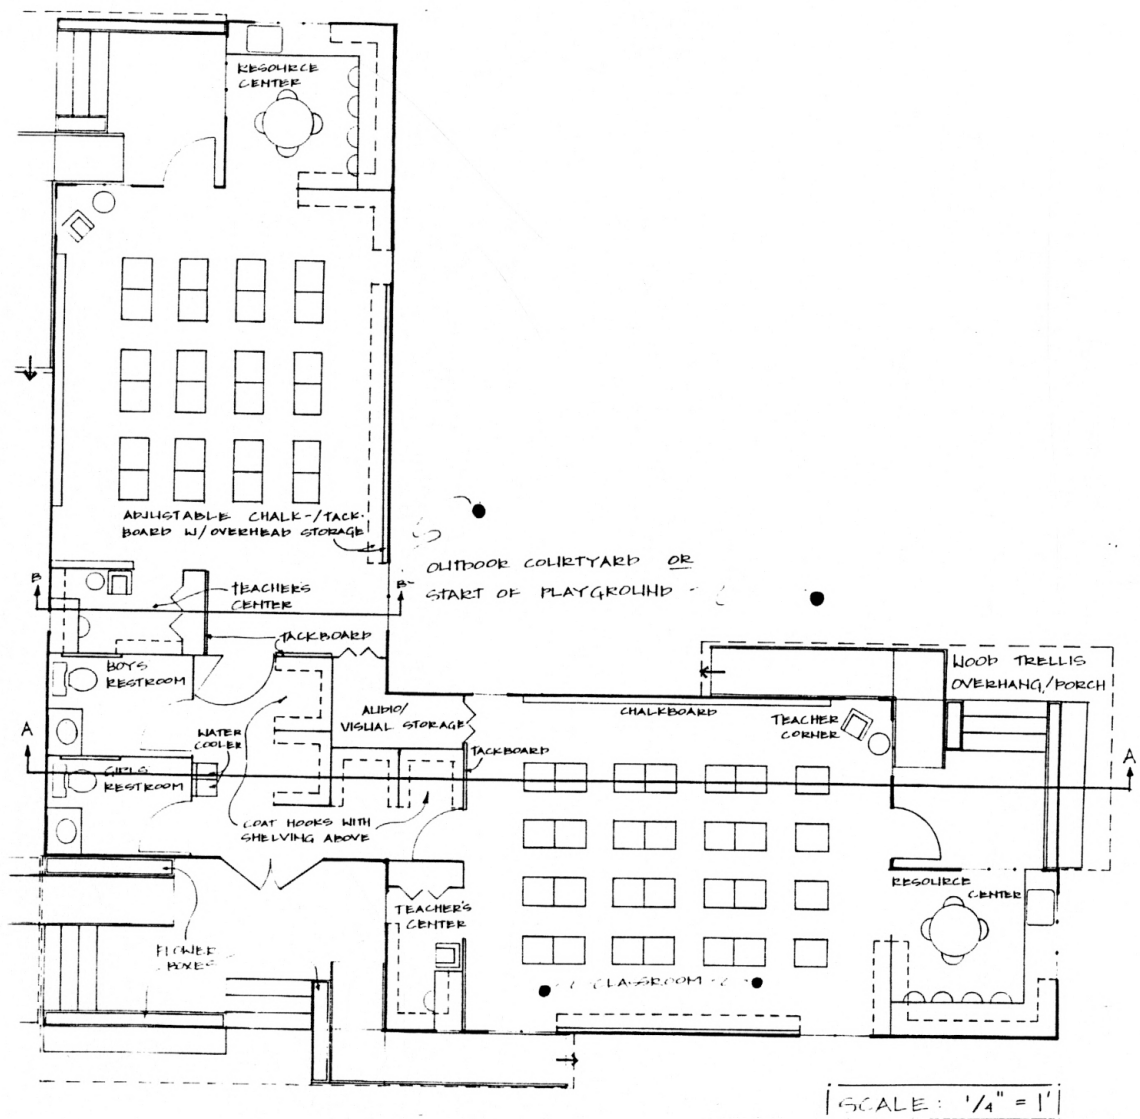 RESOURCE
CENTER
ADJUSTABLE CHALK-/TACK-
BOARD W/OVERHEAD STORAGE
OUTDOOR COURTYARD OR
START OF PLAYGROUND
B
B
TEACHER'S
CENTER
TACKBOARD
BOYS
RESTROOM
WOOD TRELLIS
OVERHANG/PORCH
AUDIO/
VISUAL STORAGE
CHALKBOARD
TEACHER
CORNER
A
WATER
COOLER
TACKBOARD
A
GIRLS
RESTROOM
COAT HOOKS WITH
SHELVING ABOVE
RESOURCE
CENTER
TEACHER'S
CENTER
FLOWER
BOXES
CLASSROOM
SCALE: 1/4" = 1'